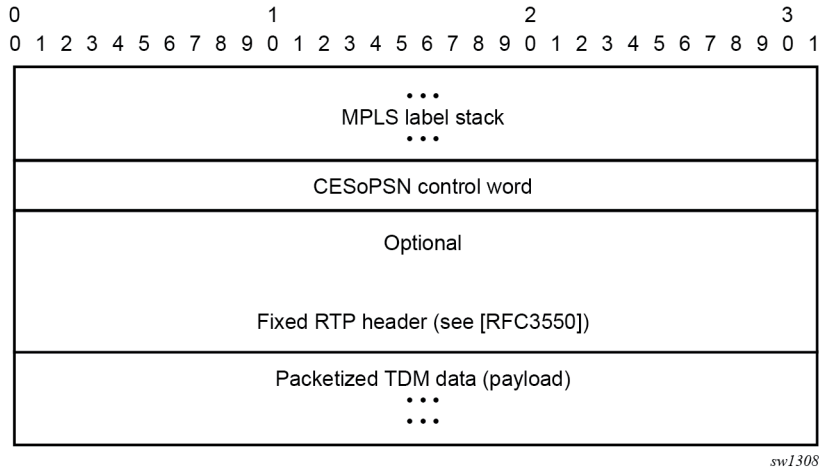 0 1 2 3
0 1 2 3 4 5 6 7 8 9 0 1 2 3 4 5 6 7 8 9 0 1 2 3 4 5 6 7 8 9 0 1
•••
MPLS label stack
•••
CESoPSN control word
Optional
Fixed RTP header (see [RFC3550])
Packetized TDM data (payload)
•••
•••
sw1308